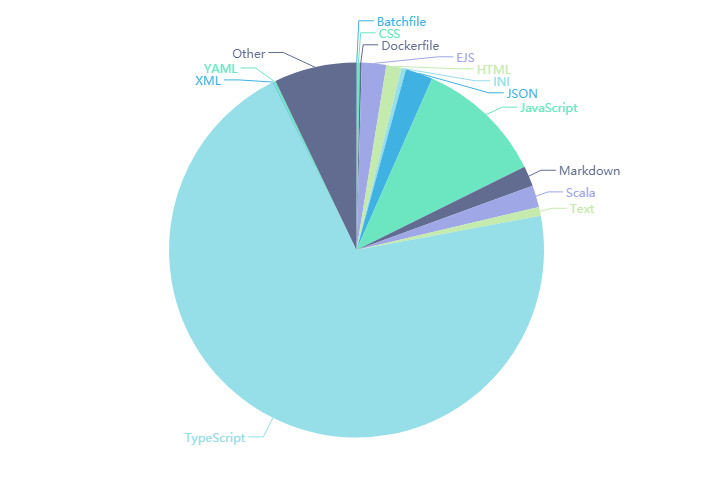 Batchfile
CSS
Dockerfile
Other
EJS
YAML
HTML
XML
INI
JSON
JavaScript
Markdown
Scala
Text
TypeScript